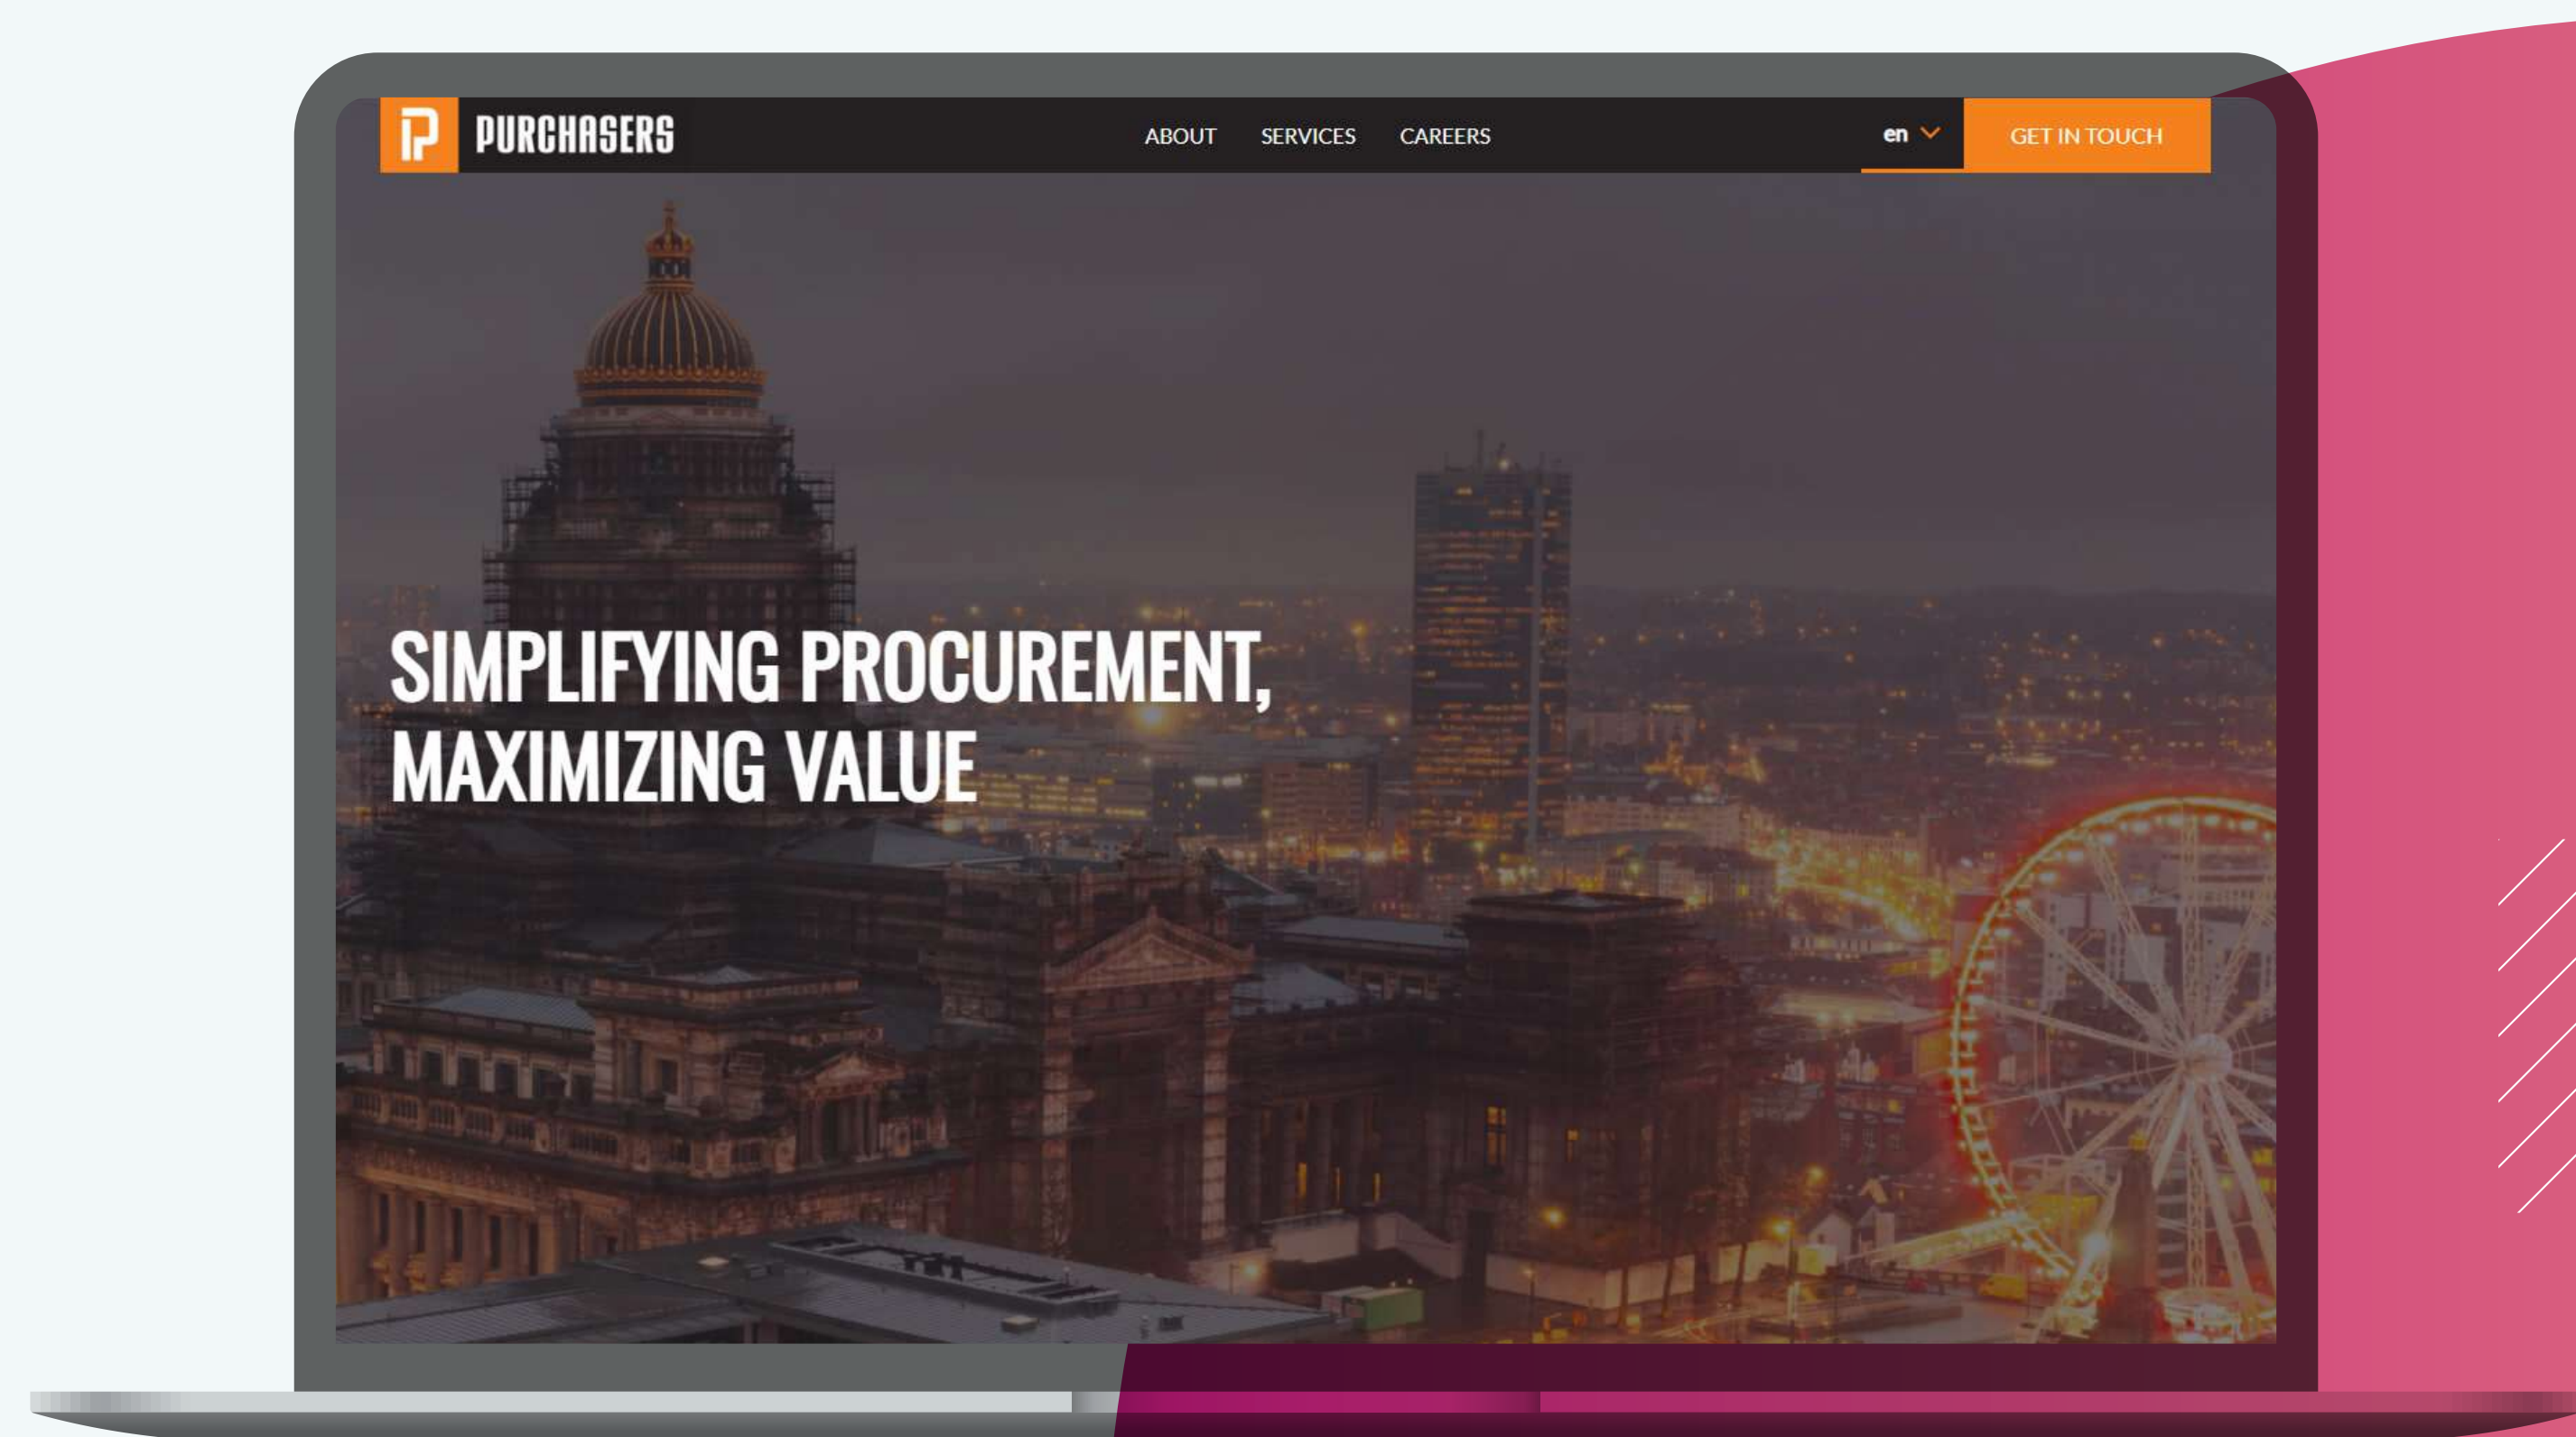 PURCHASERS
ABOUT SERVICES CAREERS
en
GET IN TOUCH
SIMPLIFYING PROCUREMENT,
MAXIMIZING VALUE